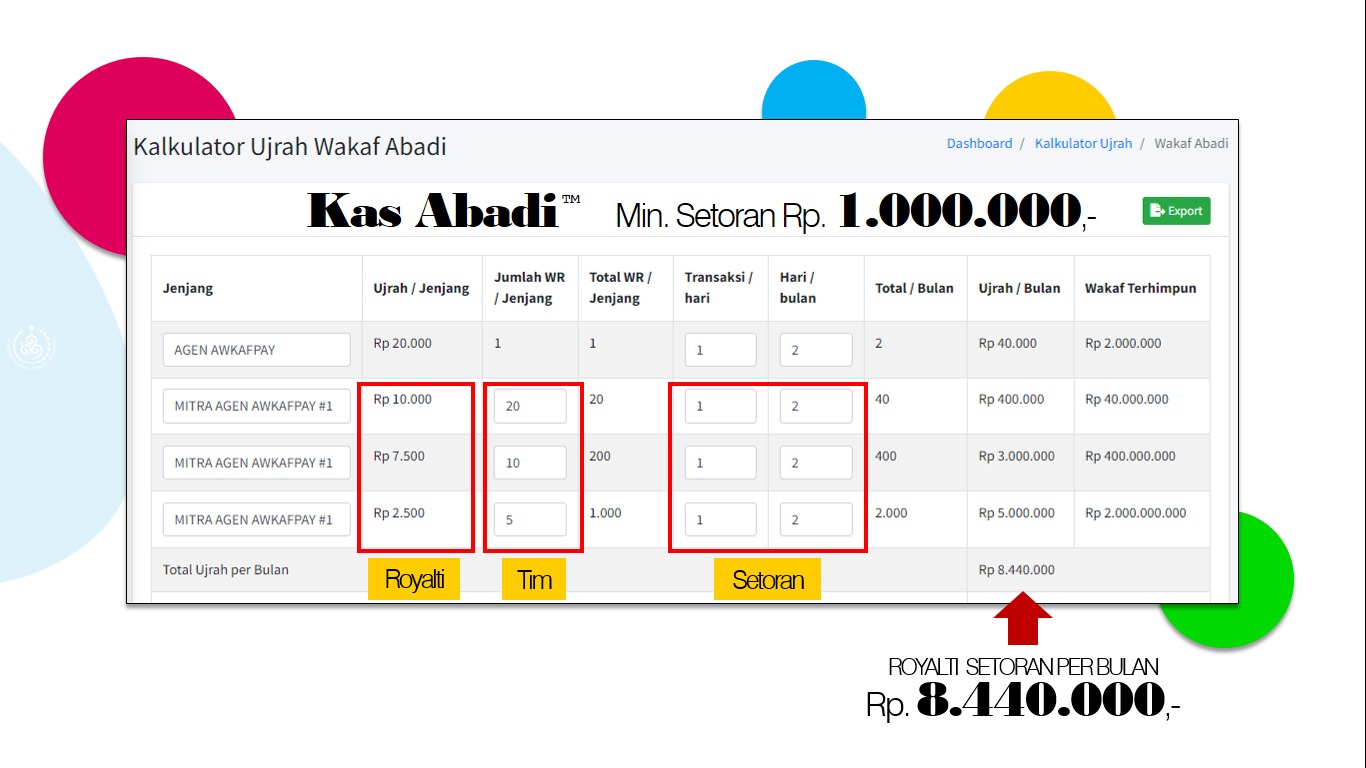 Kalkulator Ujrah Wakaf Abadi
Dashboard / Kalkulator Ujrah / Wakaf Abadi
Kas Abadi™ Min. Setoran Rp. 1.000.000,-
Export
Jenjang Ujrah / Jenjang Jumlah WR / Jenjang Total WR / Jenjang Transaksi / hari Hari / bulan Total / Bulan Ujrah / Bulan Wakaf Terhimpun
AGEN AWKAFPAY Rp 20.000 1 1 1 2 2 Rp 40.000 Rp 2.000.000
MITRA AGEN AWKAFPAY #1 Rp 10.000 20 20 1 2 40 Rp 400.000 Rp 40.000.000
MITRA AGEN AWKAFPAY #1 Rp 7.500 10 200 1 2 400 Rp 3.000.000 Rp 400.000.000
MITRA AGEN AWKAFPAY #1 Rp 2.500 5 1.000 1 2 2.000 Rp 5.000.000 Rp 2.000.000.000
Total Ujrah per Bulan Rp 8.440.000
Royalti Tim Setoran
ROYALTI SETORAN PER BULAN
Rp. 8.440.000,-